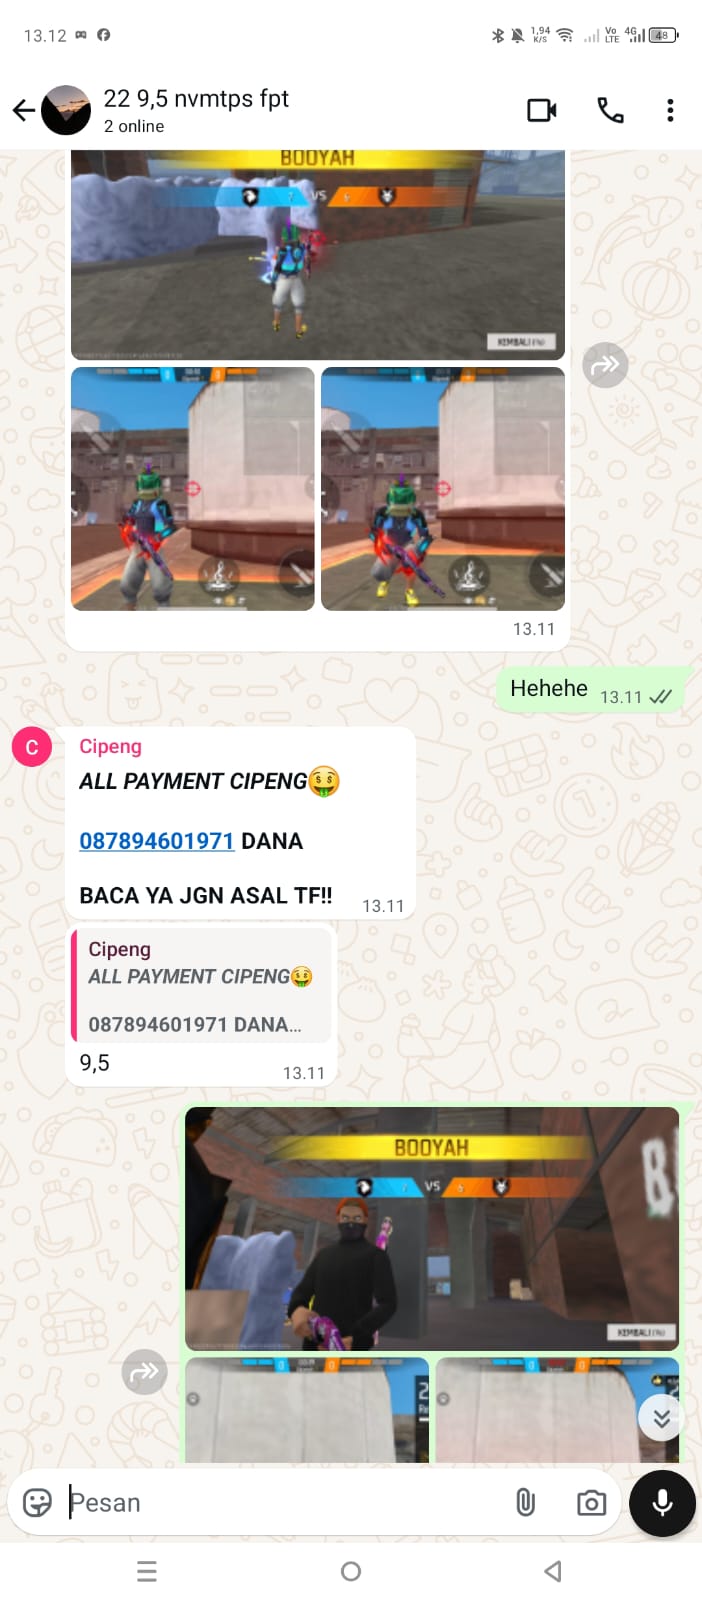 13.12
1,94
K/S
Vo
LTE
4G
48
22 9,5 nvmtps fpt
2 online
BOOYAH
VS
KEMBALI
13.11
Hehehe 13.11
C
Cipeng
ALL PAYMENT CIPENG🤑
087894601971 DANA
BACA YA JGN ASAL TF!! 13.11
Cipeng
ALL PAYMENT CIPENG🤑
087894601971 DANA...
9,5 13.11
BOOYAH
VS
KEMBALI
Pesan